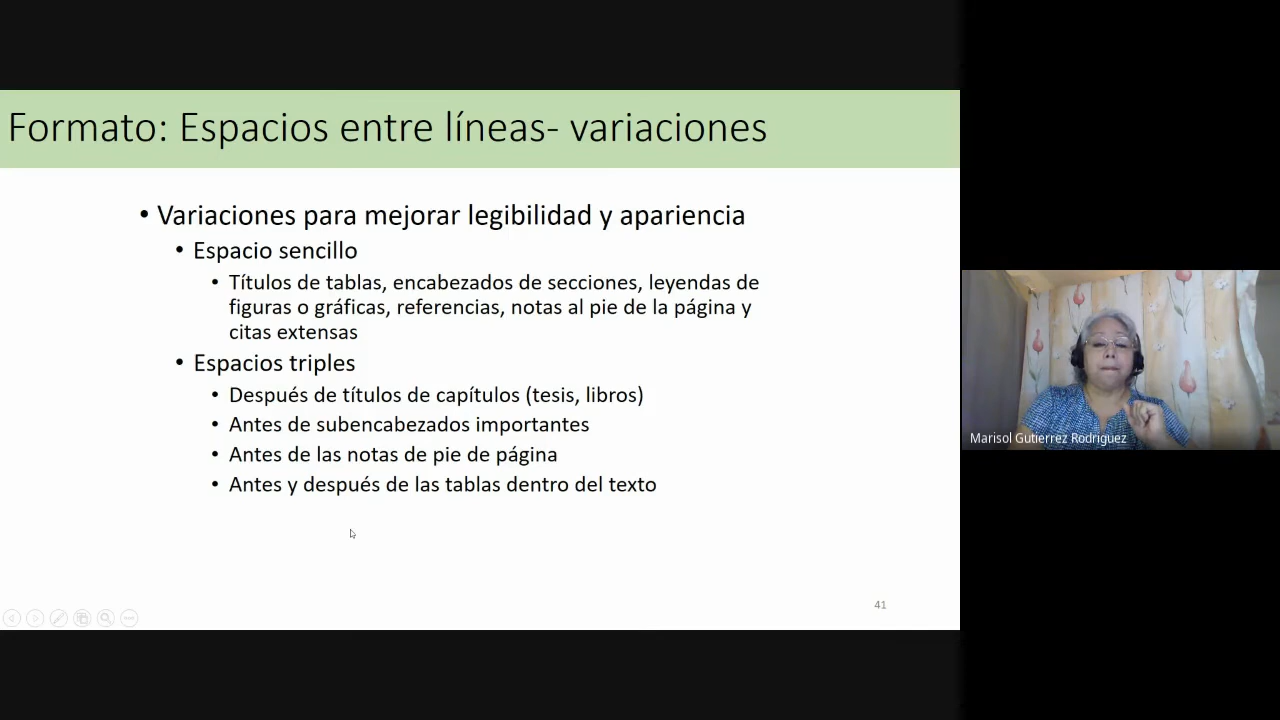 Formato: Espacios entre líneas- variaciones
• Variaciones para mejorar legibilidad y apariencia
• Espacio sencillo
• Títulos de tablas, encabezados de secciones, leyendas de
figuras o gráficas, referencias, notas al pie de la página y
citas extensas
• Espacios triples
• Después de títulos de capítulos (tesis, libros)
• Antes de subencabezados importantes
• Antes de las notas de pie de página
• Antes y después de las tablas dentro del texto
41
Marisol Gutierrez Rodriguez